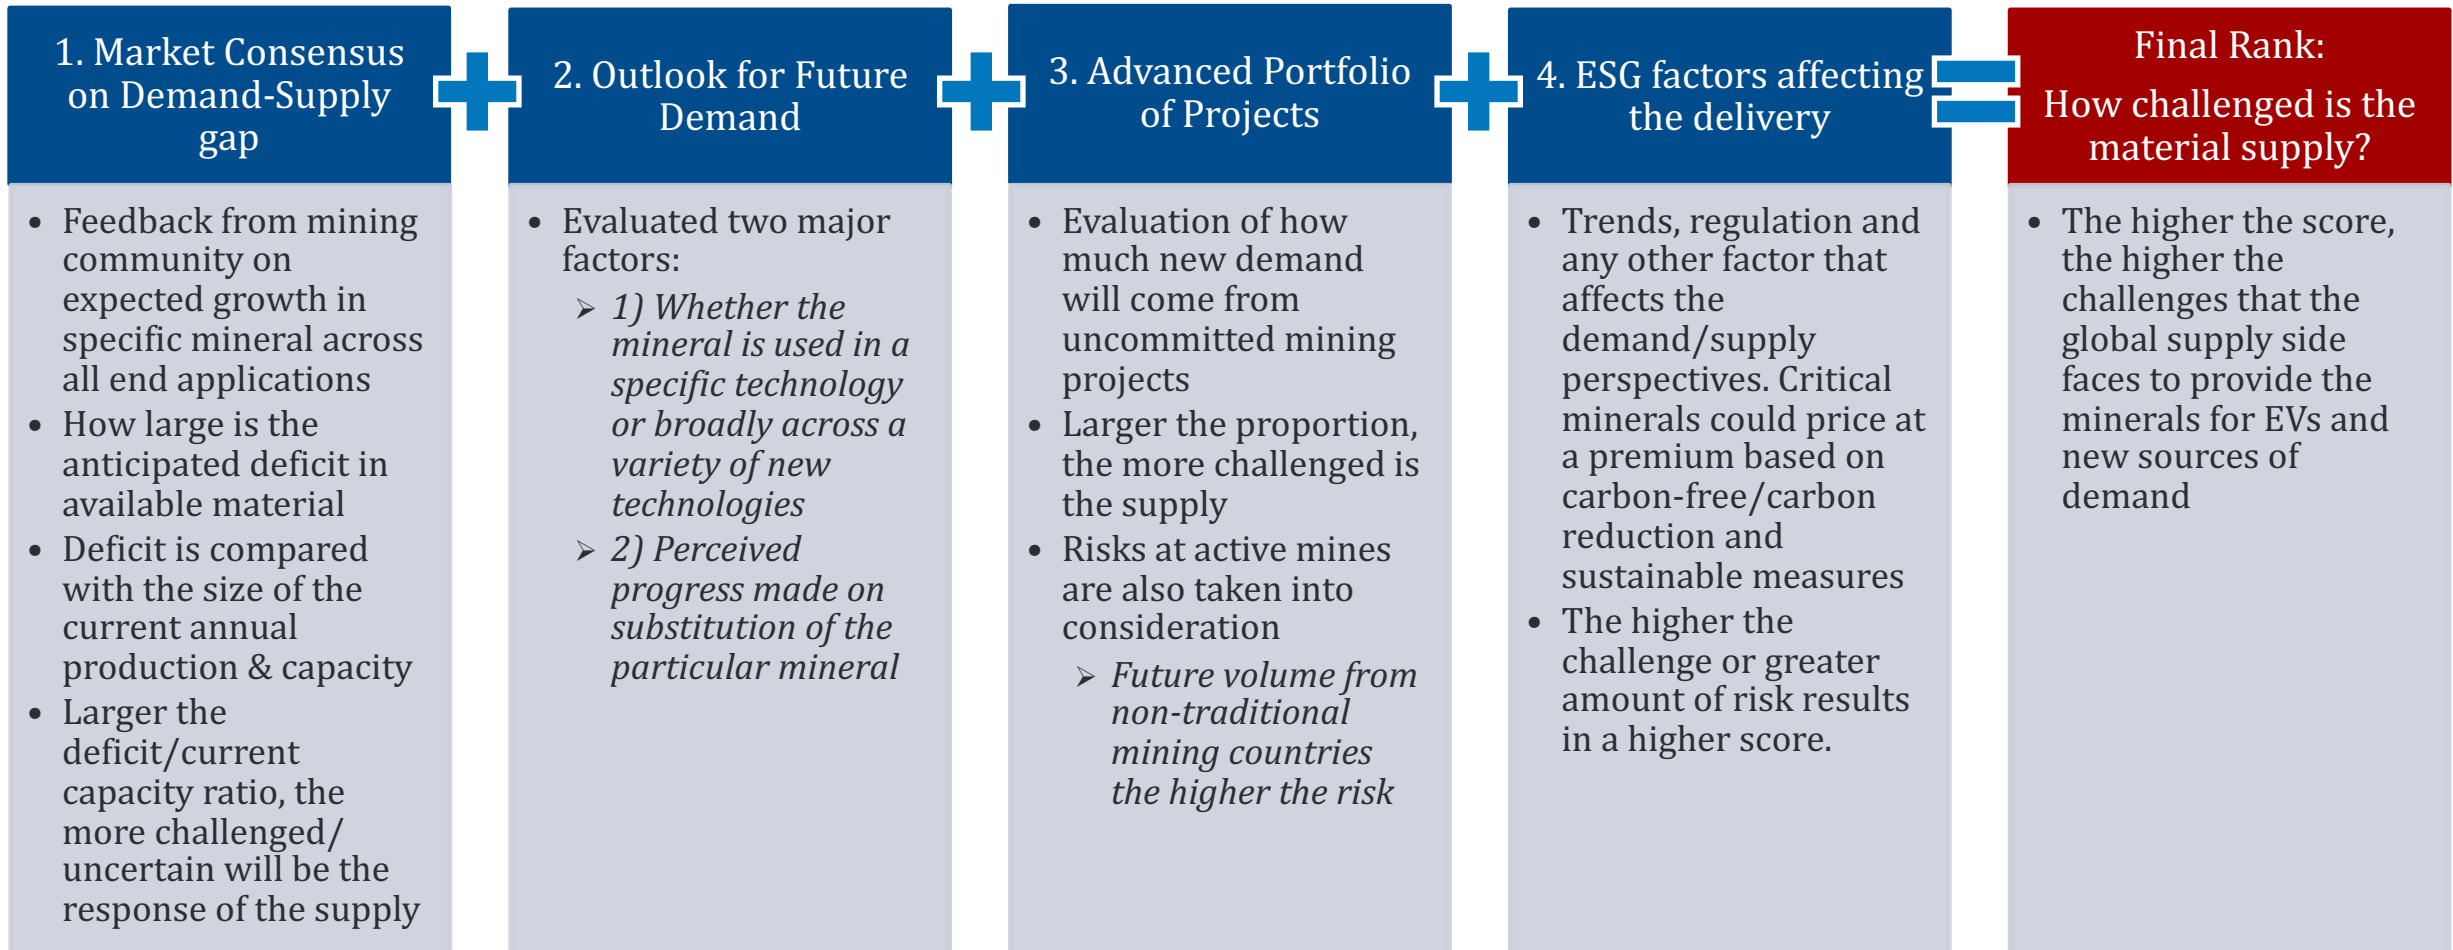 1. Market Consensus
on Demand-Supply
gap
• Feedback from mining
community on
expected growth in
specific mineral across
all end applications
• How large is the
anticipated deficit in
available material
• Deficit is compared
with the size of the
current annual
production & capacity
• Larger the
deficit/current
capacity ratio, the
more challenged/
uncertain will be the
response of the supply
2. Outlook for Future
Demand
• Evaluated two major
factors:
➢ 1) Whether the
mineral is used in a
specific technology
or broadly across a
variety of new
technologies
➢ 2) Perceived
progress made on
substitution of the
particular mineral
3. Advanced Portfolio
of Projects
• Evaluation of how
much new demand
will come from
uncommitted mining
projects
• Larger the proportion,
the more challenged is
the supply
• Risks at active mines
are also taken into
consideration
➢ Future volume from
non-traditional
mining countries
the higher the risk
4. ESG factors affecting
the delivery
• Trends, regulation and
any other factor that
affects the
demand/supply
perspectives. Critical
minerals could price at
a premium based on
carbon-free/carbon
reduction and
sustainable measures
• The higher the
challenge or greater
amount of risk results
in a higher score.
Final Rank:
How challenged is the
material supply?
• The higher the score,
the higher the
challenges that the
global supply side
faces to provide the
minerals for EVs and
new sources of
demand